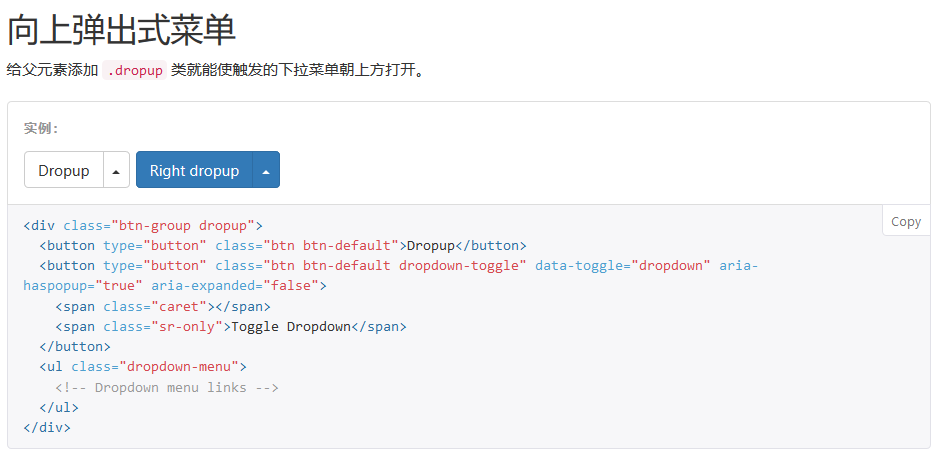 向上弹出式菜单
给父元素添加 .dropup 类就能使触发的下拉菜单朝上方打开。
实例：
Dropup Right dropup
Copy
<div class="btn-group dropup">
  <button type="button" class="btn btn-default">Dropup</button>
  <button type="button" class="btn btn-default dropdown-toggle" data-toggle="dropdown" aria-
haspopup="true" aria-expanded="false">
    <span class="caret"></span>
    <span class="sr-only">Toggle Dropdown</span>
  </button>
  <ul class="dropdown-menu">
    <!-- Dropdown menu links -->
  </ul>
</div>